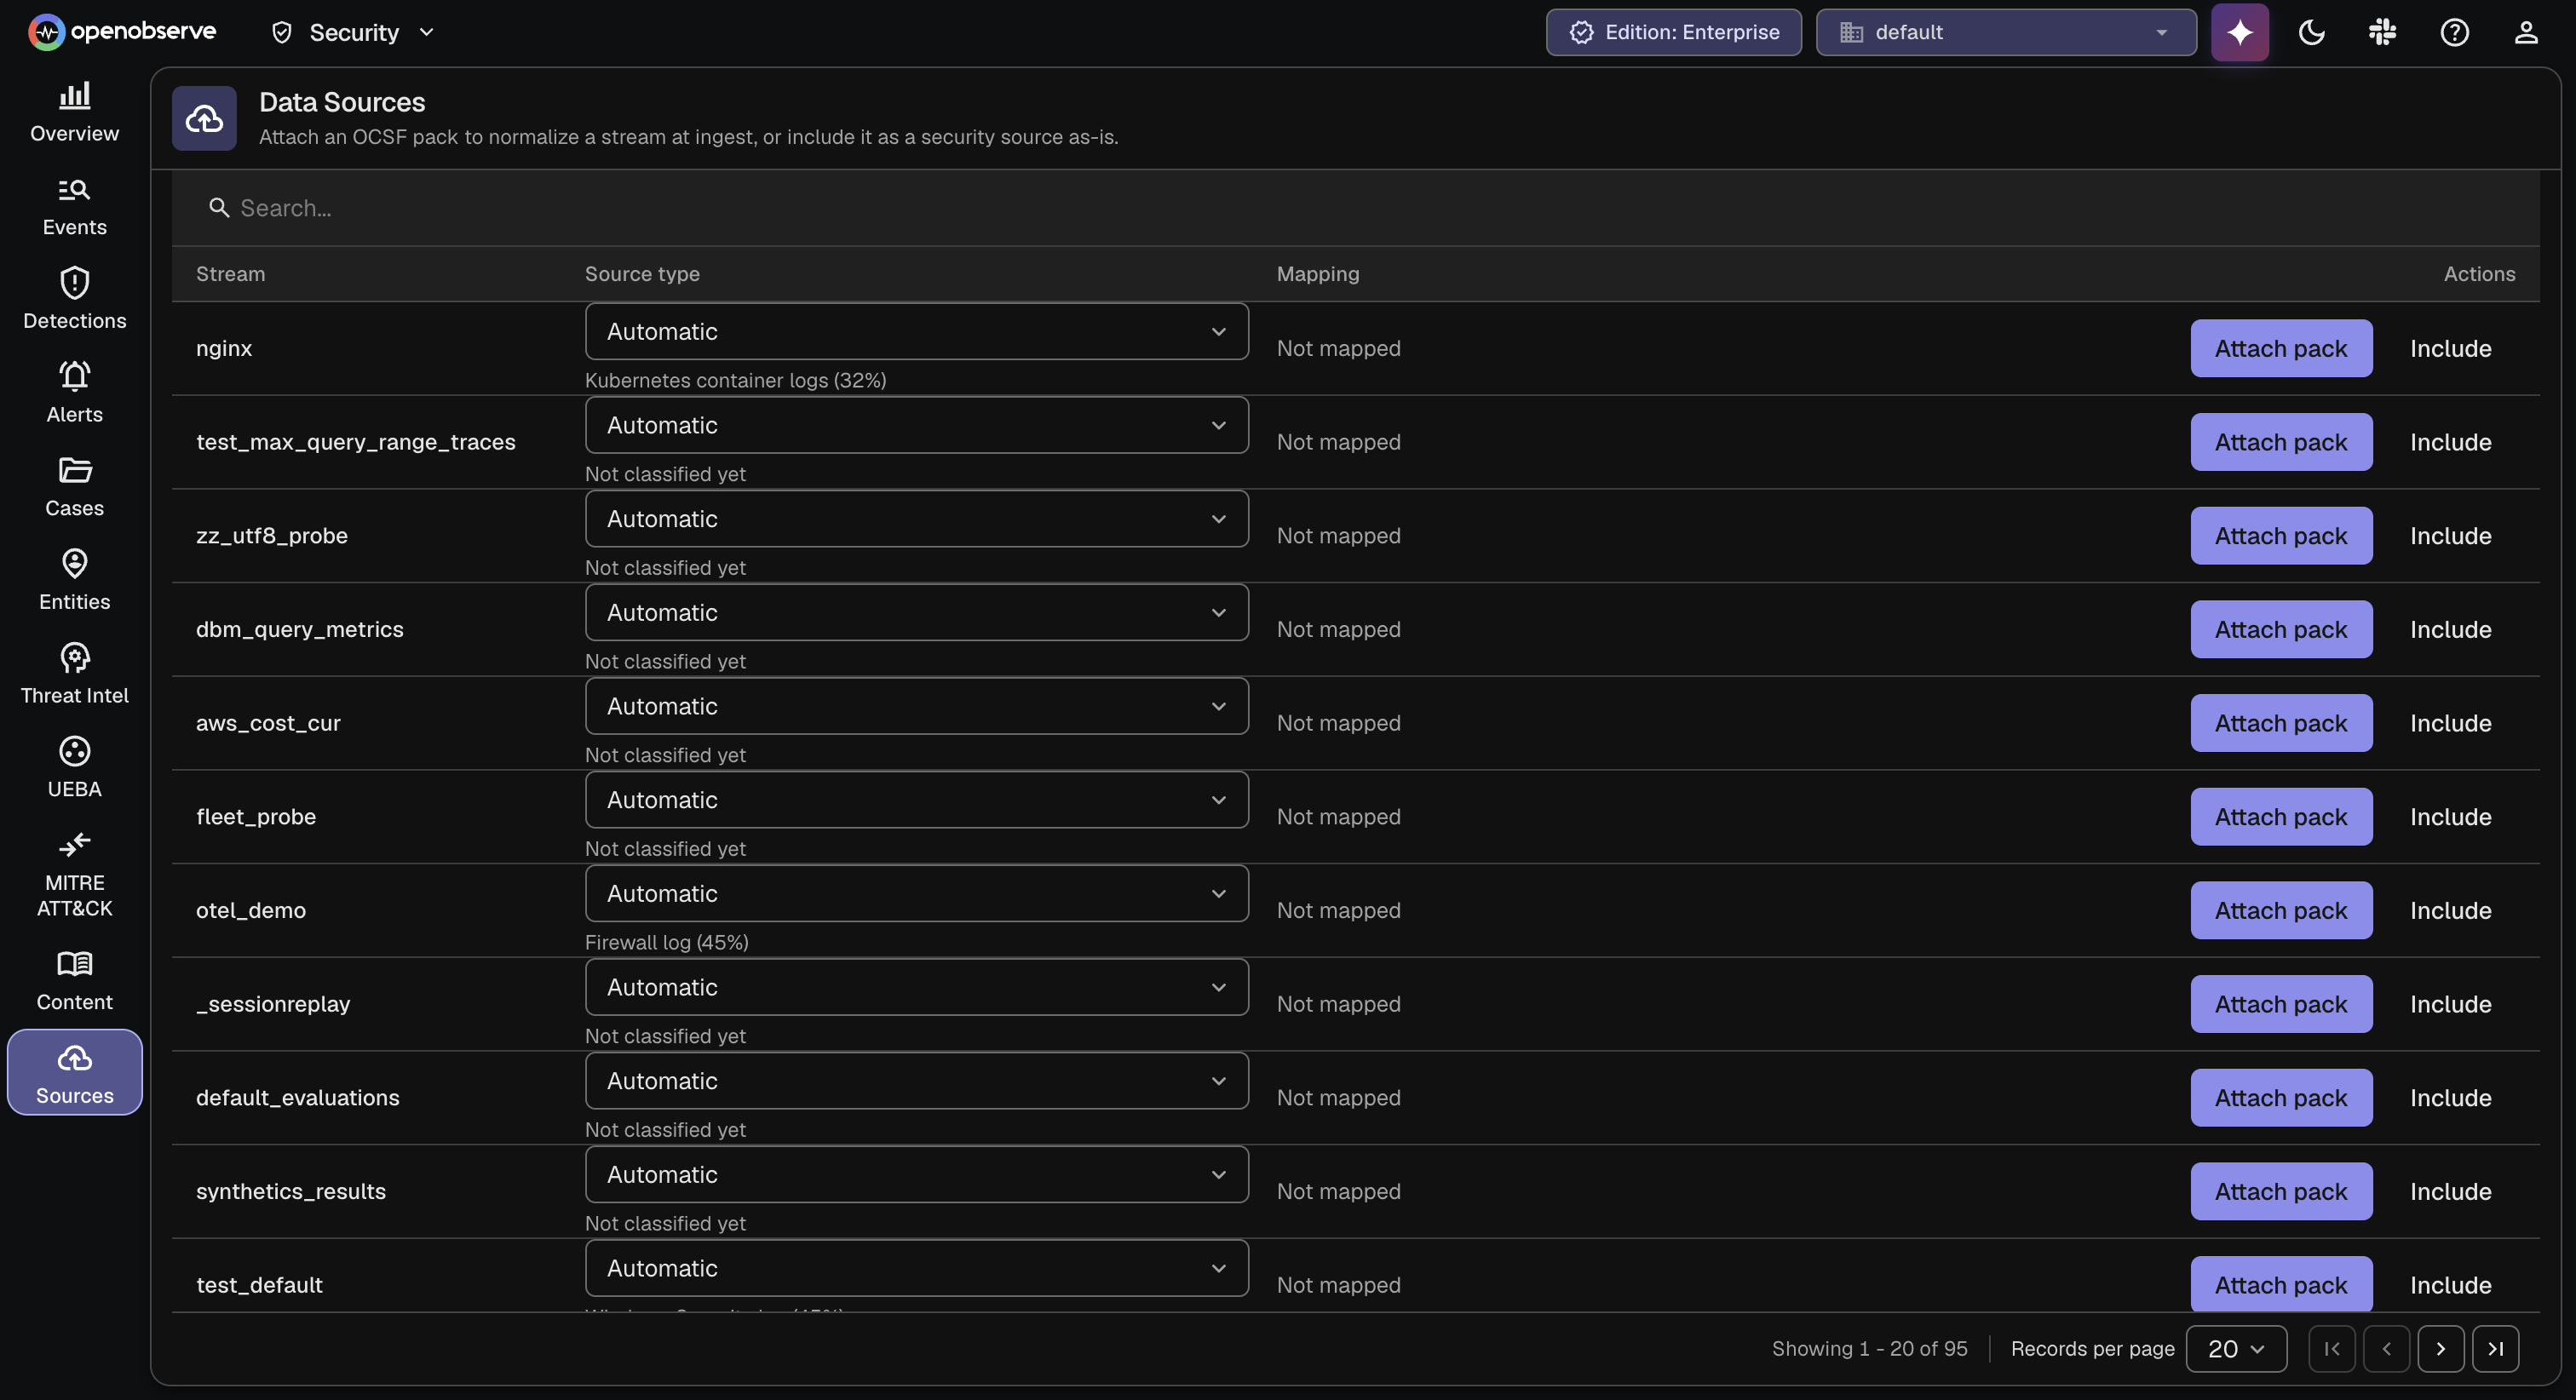 openobserve
Security
Edition: Enterprise
default
Overview
Events
Detections
Alerts
Cases
Entities
Threat Intel
UEBA
MITRE
ATT&CK
Content
Sources
Data Sources
Attach an OCSF pack to normalize a stream at ingest, or include it as a security source as-is.
Search...
Stream Source type Mapping Actions
nginx Automatic Not mapped Attach pack Include
Kubernetes container logs (32%)
test_max_query_range_traces Automatic Not mapped Attach pack Include
Not classified yet
zz_utf8_probe Automatic Not mapped Attach pack Include
Not classified yet
dbm_query_metrics Automatic Not mapped Attach pack Include
Not classified yet
aws_cost_cur Automatic Not mapped Attach pack Include
Not classified yet
fleet_probe Automatic Not mapped Attach pack Include
Not classified yet
otel_demo Automatic Not mapped Attach pack Include
Firewall log (45%)
_sessionreplay Automatic Not mapped Attach pack Include
Not classified yet
default_evaluations Automatic Not mapped Attach pack Include
Not classified yet
synthetics_results Automatic Not mapped Attach pack Include
Not classified yet
test_default Automatic Not mapped Attach pack Include
Showing 1 - 20 of 95 Records per page 20